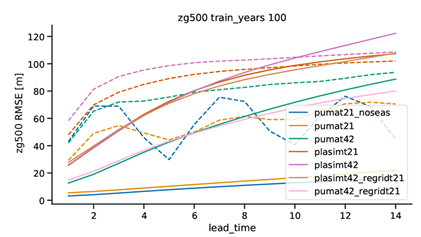 zg500 train_years 100
zg500 RMSE [m]
120
100
80
60
40
20
0
pumat21_noseas
pumat21
pumat42
plasimt21
plasimt42
plasimt42_regridt21
pumat42_regridt21
2 4 6 8 10 12 14
lead_time